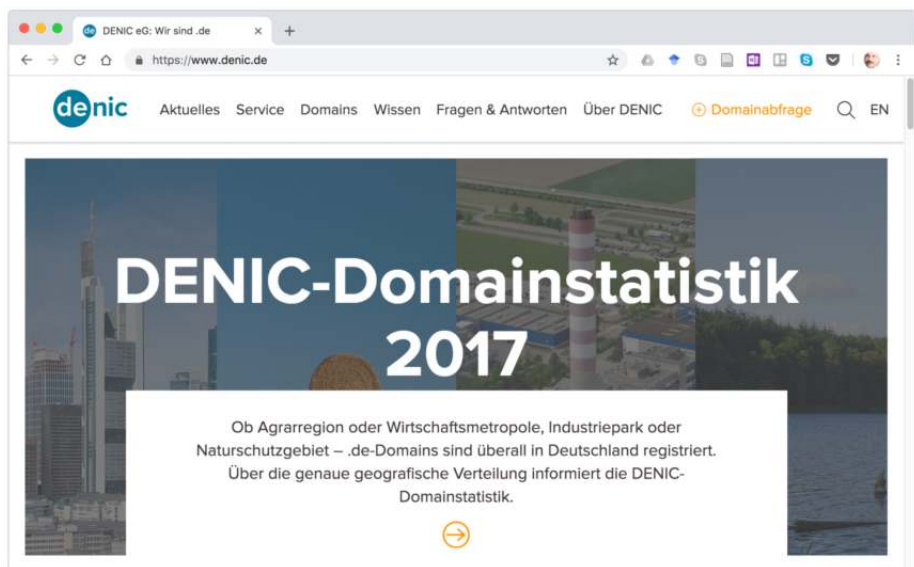 DENIC eG: Wir sind .de
https://www.denic.de
denic
Aktuelles Service Domains Wissen Fragen & Antworten Über DENIC Domainabfrage EN
DENIC-Domainstatistik
2017
Ob Agrarregion oder Wirtschaftsmetropole, Industriepark oder
Naturschutzgebiet – .de-Domains sind überall in Deutschland registriert.
Über die genaue geografische Verteilung informiert die DENIC-
Domainstatistik.